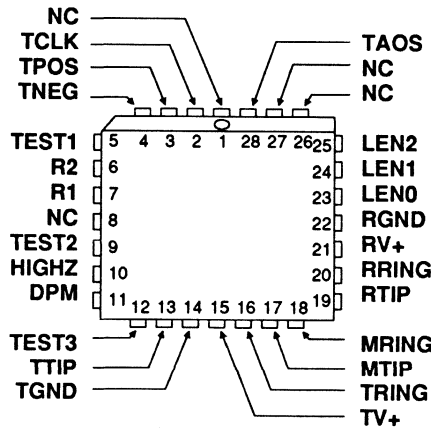 NC
TCLK
TPOS
TNEG
TAOS
NC
NC
4 3 2 1 28 27 26
TEST1 5
R2 6
R1 7
NC 8
TEST2 9
HIGHZ 10
DPM 11
25 LEN2
24 LEN1
23 LEN0
22 RGND
21 RV+
20 RRING
19 RTIP
12 13 14 15 16 17 18
TEST3
TTIP
TGND
MRING
MTIP
TRING
TV+